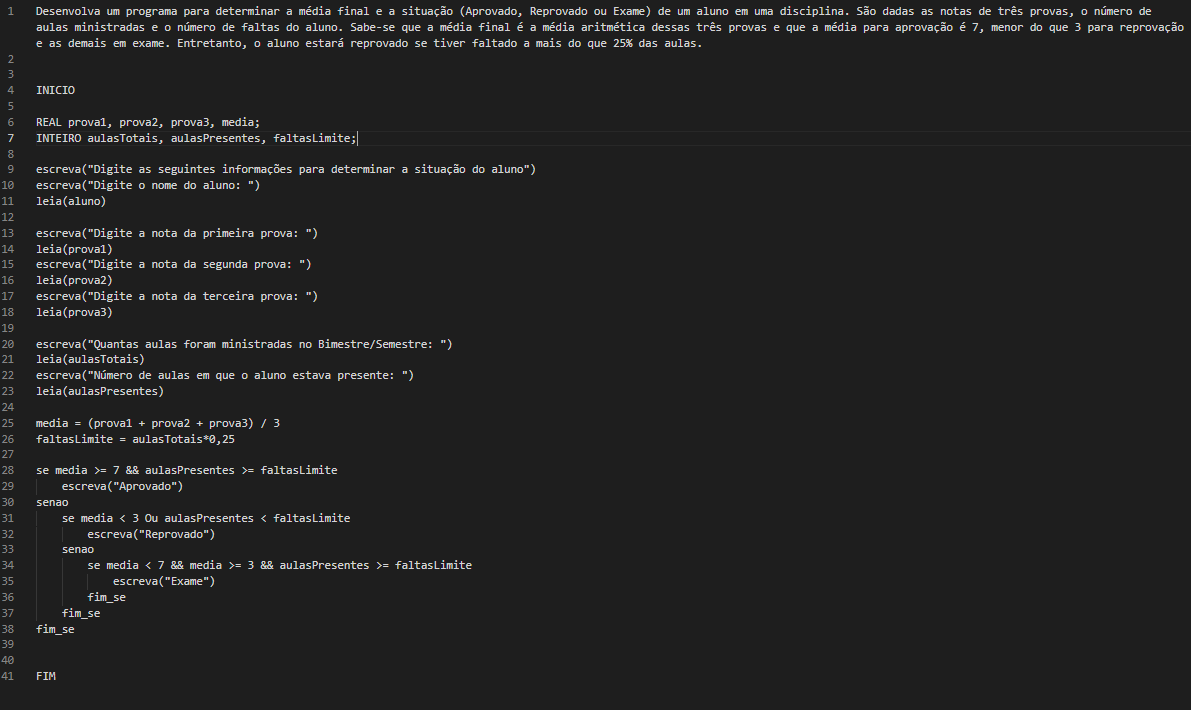 1 Desenvolva um programa para determinar a média final e a situação (Aprovado, Reprovado ou Exame) de um aluno em uma disciplina. São dadas as notas de três provas, o número de
aulas ministradas e o número de faltas do aluno. Sabe-se que a média final é a média aritmética dessas três provas e que a média para aprovação é 7, menor do que 3 para reprovação
e as demais em exame. Entretanto, o aluno estará reprovado se tiver faltado a mais do que 25% das aulas.
2
3
4 INICIO
5
6 REAL prova1, prova2, prova3, media;
7 INTEIRO aulasTotais, aulasPresentes, faltasLimite;
8
9 escreva("Digite as seguintes informações para determinar a situação do aluno")
10 escreva("Digite o nome do aluno: ")
11 leia(aluno)
12
13 escreva("Digite a nota da primeira prova: ")
14 leia(prova1)
15 escreva("Digite a nota da segunda prova: ")
16 leia(prova2)
17 escreva("Digite a nota da terceira prova: ")
18 leia(prova3)
19
20 escreva("Quantas aulas foram ministradas no Bimestre/Semestre: ")
21 leia(aulasTotais)
22 escreva("Número de aulas em que o aluno estava presente: ")
23 leia(aulasPresentes)
24
25 media = (prova1 + prova2 + prova3) / 3
26 faltasLimite = aulasTotais*0,25
27
28 se media >= 7 && aulasPresentes >= faltasLimite
29     escreva("Aprovado")
30 senao
31     se media < 3 Ou aulasPresentes < faltasLimite
32         escreva("Reprovado")
33     senao
34         se media < 7 && media >= 3 && aulasPresentes >= faltasLimite
35             escreva("Exame")
36         fim_se
37     fim_se
38 fim_se
39
40
41 FIM